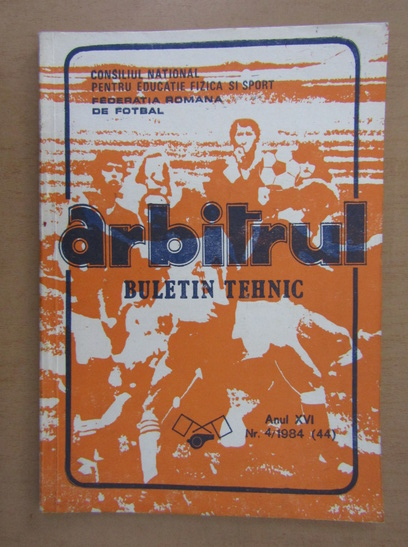 CONSILIUL NATIONAL
PENTRU EDUCATIE FIZICA SI SPORT
FEDERATIA ROMANA
DE FOTBAL
arbitrul
BULETIN TEHNIC
Anul XVI
Nr. 4/1984 (44)